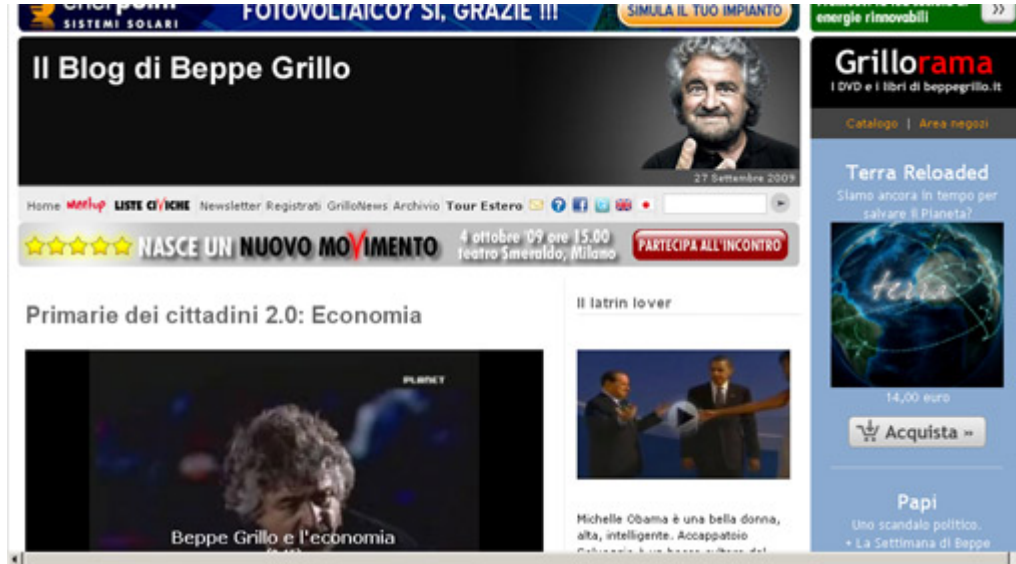 SISTEMI SOLARI
FOTOVOLTAICO? SI, GRAZIE !!!
SIMULA IL TUO IMPIANTO
energie rinnovabili
»
Il Blog di Beppe Grillo
27 Settembre 2009
Home Meetup LISTE CIVICHE Newsletter Registrati GrilloNews Archivio Tour Estero
NASCE UN NUOVO MOVIMENTO
4 ottobre '09 ore 15.00
teatro Smeraldo, Milano
PARTECIPA ALL'INCONTRO
Primarie dei cittadini 2.0: Economia
PLANET
Beppe Grillo e l'economia
Il latrin lover
Michelle Obama è una bella donna,
alta, intelligente. Accappatoio
Grillorama
I DVD e i libri di beppegrillo.it
Catalogo | Area negozi
Terra Reloaded
Siamo ancora in tempo per
salvare il Pianeta?
terra
14,00 euro
Acquista »
Papi
Uno scandalo politico.
+ La Settimana di Beppe